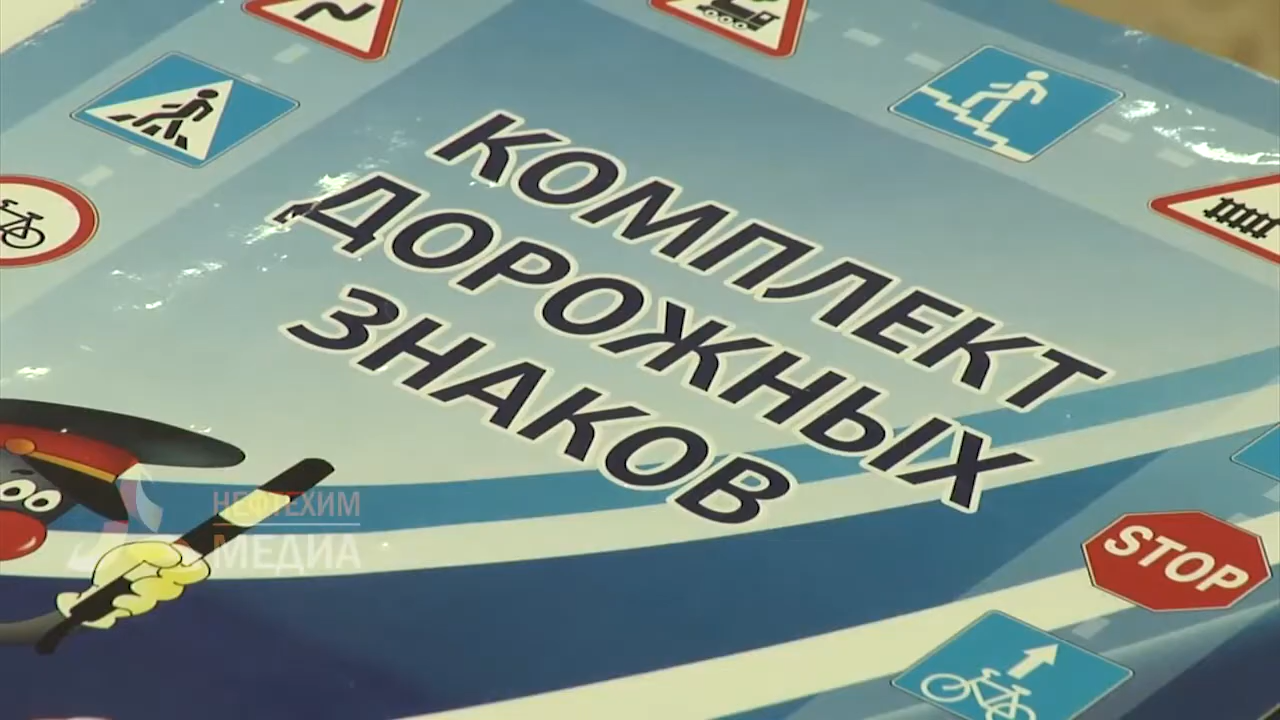 КОМПЛЕКТ
ДОРОЖНЫХ
ЗНАКОВ
НЕФТЕХИМ
МЕДИА
STOP